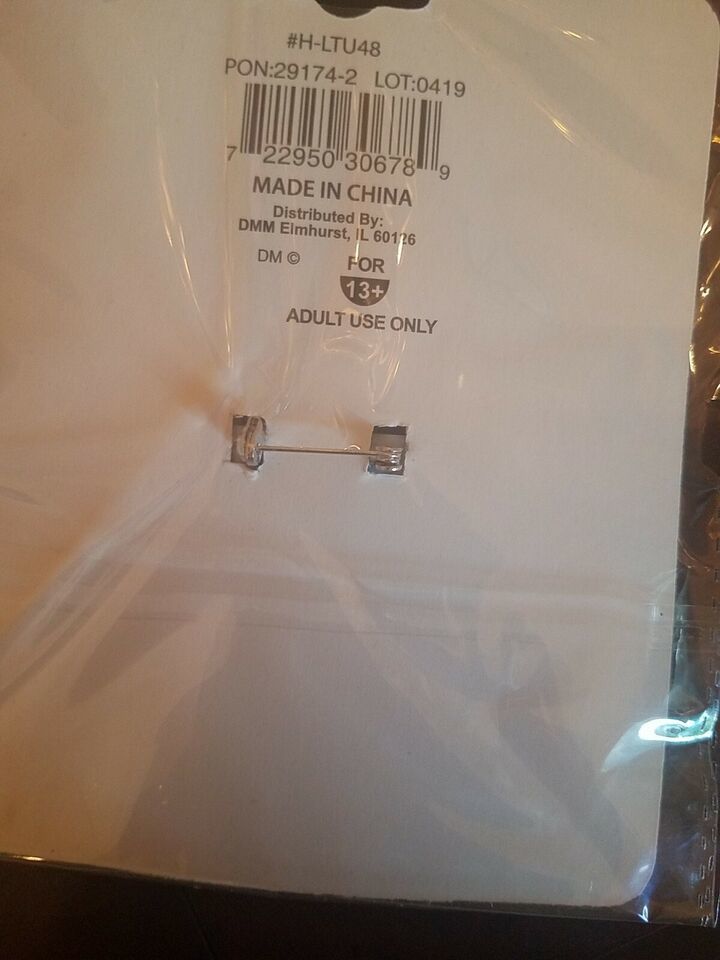 #H-LTU48
PON:29174-2 LOT:0419
7 22950 30678 9
MADE IN CHINA
Distributed By:
DMM Elmhurst, IL 60126
DM © FOR
13+
ADULT USE ONLY